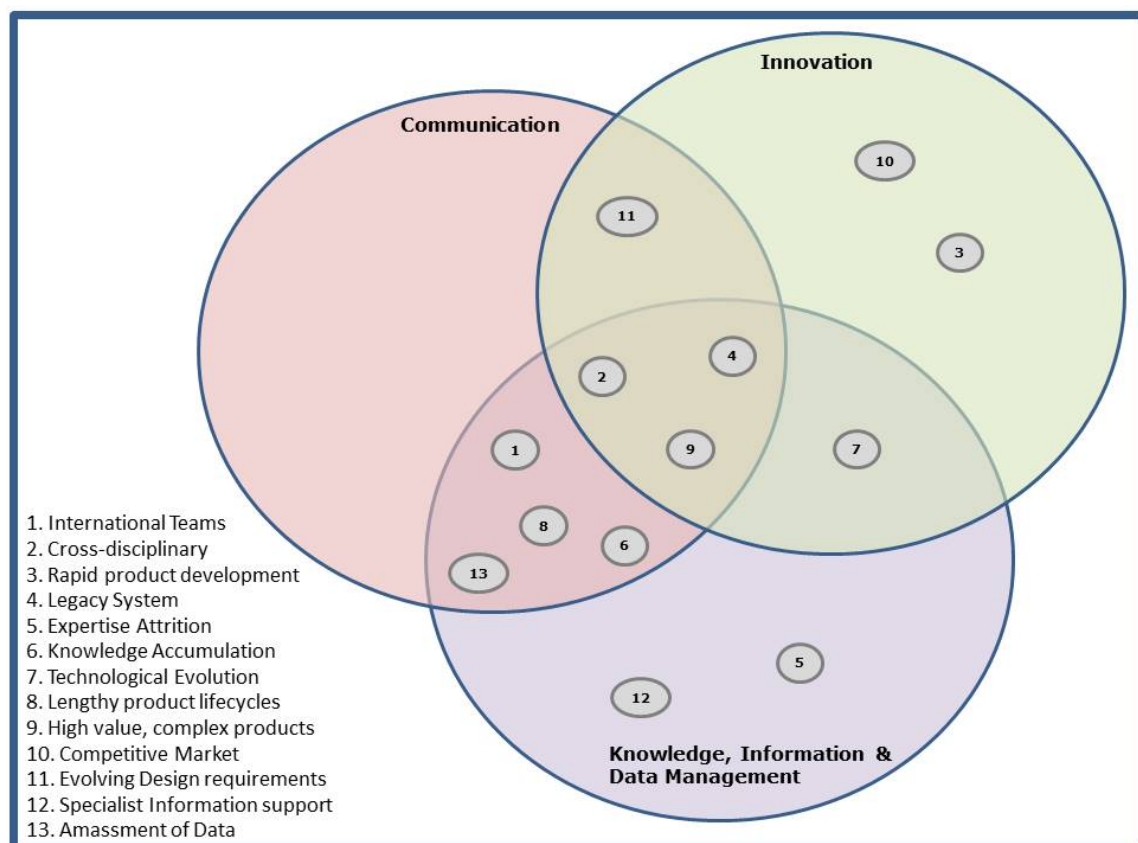 Innovation
Communication
10
11
3
4
2
9
7
1
8
6
13
5
12
Knowledge, Information &
Data Management
1. International Teams
2. Cross-disciplinary
3. Rapid product development
4. Legacy System
5. Expertise Attrition
6. Knowledge Accumulation
7. Technological Evolution
8. Lengthy product lifecycles
9. High value, complex products
10. Competitive Market
11. Evolving Design requirements
12. Specialist Information support
13. Amassment of Data